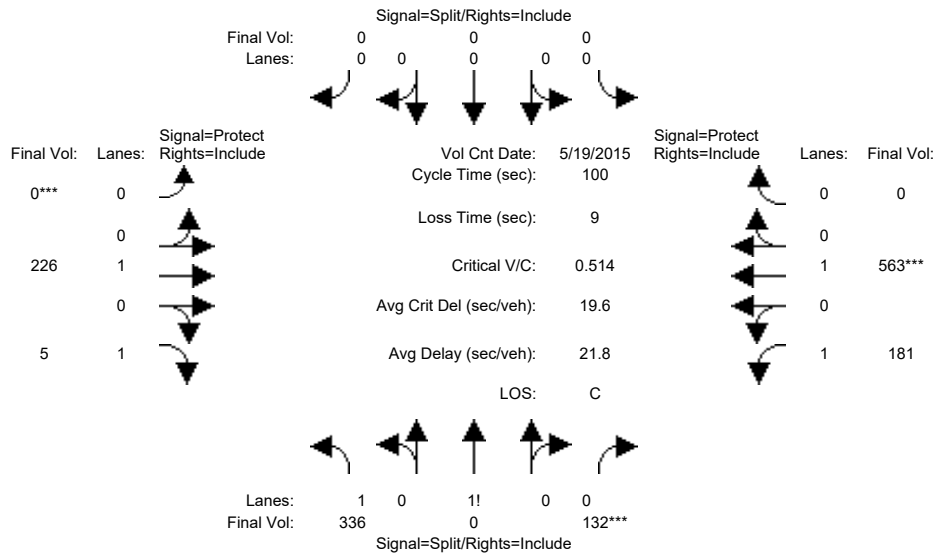 Signal=Split/Rights=Include
Final Vol: 0 0 0
Lanes: 0 0 0 0 0
Signal=Protect Signal=Protect
Final Vol: Lanes: Rights=Include Vol Cnt Date: 5/19/2015 Rights=Include Lanes: Final Vol:
Cycle Time (sec): 100
0*** 0 0 0
Loss Time (sec): 9
0 0
226 1 Critical V/C: 0.514 1 563***
0 Avg Crit Del (sec/veh): 19.6 0
5 1 Avg Delay (sec/veh): 21.8 1 181
LOS: C
Lanes: 1 0 1! 0 0
Final Vol: 336 0 132***
Signal=Split/Rights=Include